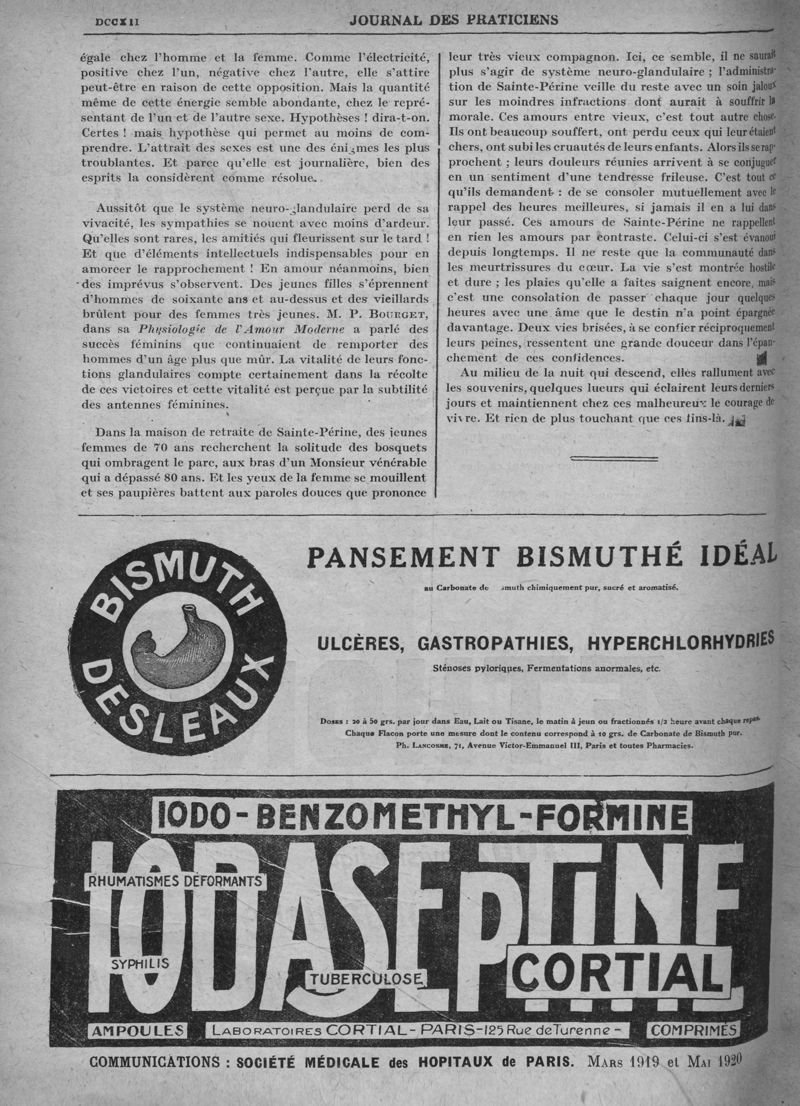 DCCXII
JOURNAL DES PRATICIENS
égale chez l'homme et la femme. Comme l'électricité,
positive chez l'un, négative chez l'autre, elle s'attire
peut-être en raison de cette opposition. Mais la quantité
même de cette énergie semble abondante, chez le repré-
sentant de l'un et de l'autre sexe. Hypothèses ! dira-t-on.
Certes ! mais hypothèse qui permet au moins de com-
prendre. L'attrait des sexes est une des énigmes les plus
troublantes. Et parce qu'elle est journalière, bien des
esprits la considèrent comme résolue.
Aussitôt que le système neuro-glandulaire perd de sa
vivacité, les sympathies se nouent avec moins d'ardeur.
Qu'elles sont rares, les amitiés qui fleurissent sur le tard !
Et que d'éléments intellectuels indispensables pour en
amorcer le rapprochement ! En amour néanmoins, bien
des imprévus s'observent. Des jeunes filles s'éprennent
d'hommes de soixante ans et au-dessus et des vieillards
brûlent pour des femmes très jeunes. M. P. BOURGET,
dans sa Physiologie de l'Amour Moderne a parlé des
succès féminins que continuaient de remporter des
hommes d'un âge plus que mûr. La vitalité de leurs fonc-
tions glandulaires compte certainement dans la récolte
de ces victoires et cette vitalité est perçue par la subtilité
des antennes féminines.
Dans la maison de retraite de Sainte-Périne, des jeunes
femmes de 70 ans recherchent la solitude des bosquets
qui ombragent le parc, aux bras d'un Monsieur vénérable
qui a dépassé 80 ans. Et les yeux de la femme se mouillent
et ses paupières battent aux paroles douces que prononce
leur très vieux compagnon. Ici, ce semble, il ne saurait
plus s'agir de système neuro-glandulaire ; l'administra-
tion de Sainte-Périne veille du reste avec un soin jaloux
sur les moindres infractions dont aurait à souffrir la
morale. Ces amours entre vieux, c'est tout autre chose.
Ils ont beaucoup souffert, ont perdu ceux qui leur étaient
chers, ont subi les cruautés de leurs enfants. Alors ils se rap-
prochent ; leurs douleurs réunies arrivent à se conjuguer
en un sentiment d'une tendresse frileuse. C'est tout ce
qu'ils demandent : de se consoler mutuellement avec le
rappel des heures meilleures, si jamais il en a lui dans
leur passé. Ces amours de Sainte-Périne ne rappellent
en rien les amours par contraste. Celui-ci s'est évanoui
depuis longtemps. Il ne reste que la communauté dans
les meurtrissures du cœur. La vie s'est montrée hostile
et dure ; les plaies qu'elle a faites saignent encore, mais
c'est une consolation de passer chaque jour quelques
heures avec une âme que le destin n'a point épargnée
davantage. Deux vies brisées, à se confier réciproquement
leurs peines, ressentent une grande douceur dans l'épan-
chement de ces confidences.
Au milieu de la nuit qui descend, elles rallument avec
les souvenirs, quelques lueurs qui éclairent leurs derniers
jours et maintiennent chez ces malheureux le courage de
vivre. Et rien de plus touchant que ces fins-là.
BISMUTH
DESLEAUX
PANSEMENT BISMUTHÉ IDÉAL
au Carbonate de smuth chimiquement pur, sucré et aromatisé.
ULCÈRES, GASTROPATHIES, HYPERCHLORHYDRIES
Sténoses pyloriques, Fermentations anormales, etc.
DOSES : 20 à 50 grs. par jour dans Eau, Lait ou Tisane, le matin à jeun ou fractionnés 1/2 heure avant chaque repas.
Chaque Flacon porte une mesure dont le contenu correspond à 10 grs. de Carbonate de Bismuth pur.
Ph. LANCOSME, 71, Avenue Victor-Emmanuel III, Paris et toutes Pharmacies.
IODO-BENZOMETHYL-FORMINE
IODASEPTINE
RHUMATISMES DÉFORMANTS
SYPHILIS
TUBERCULOSE
CORTIAL
AMPOULES
LABORATOIRES CORTIAL-PARIS-125 Rue de Turenne-
COMPRIMÉS
COMMUNICATIONS : SOCIÉTÉ MÉDICALE des HOPITAUX de PARIS. MARS 1919 et MAI 1920